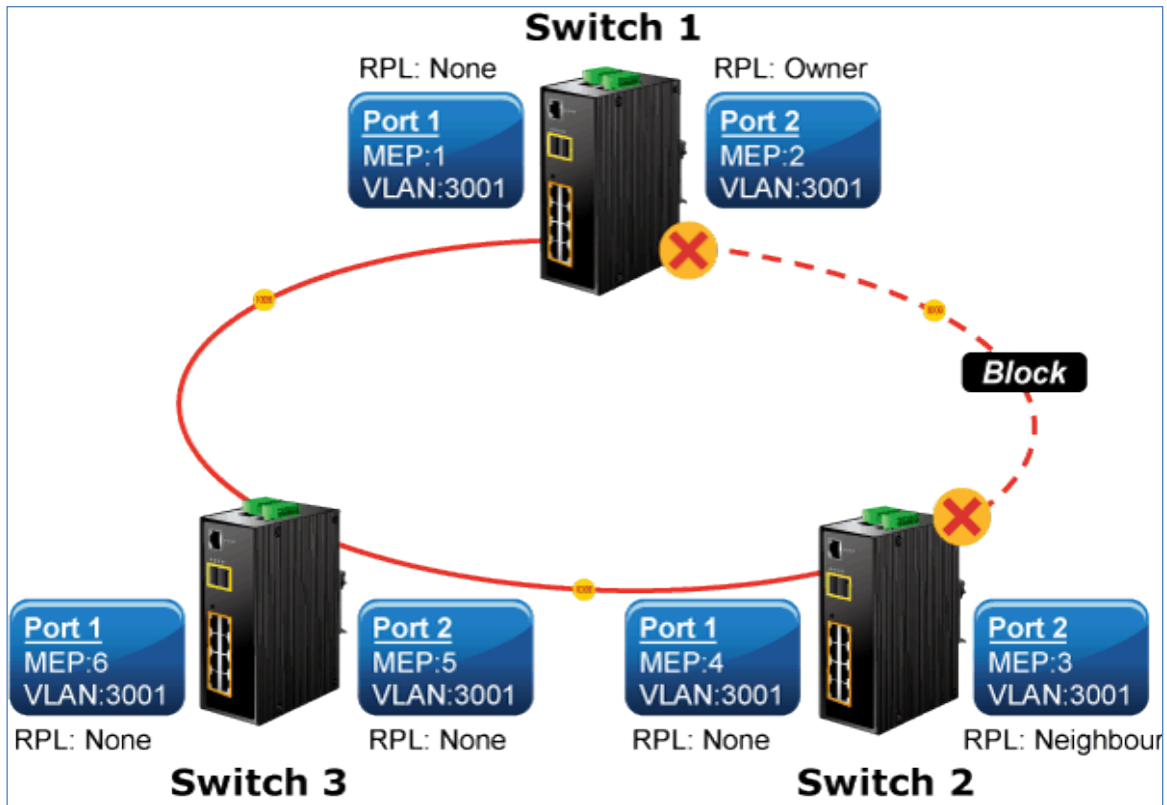 Switch 1
RPL: None
RPL: Owner
Port 1
MEP:1
VLAN:3001
Port 2
MEP:2
VLAN:3001
Block
Port 1
MEP:6
VLAN:3001
Port 2
MEP:5
VLAN:3001
Port 1
MEP:4
VLAN:3001
Port 2
MEP:3
VLAN:3001
RPL: None
RPL: None
RPL: None
RPL: Neighbour
Switch 3
Switch 2